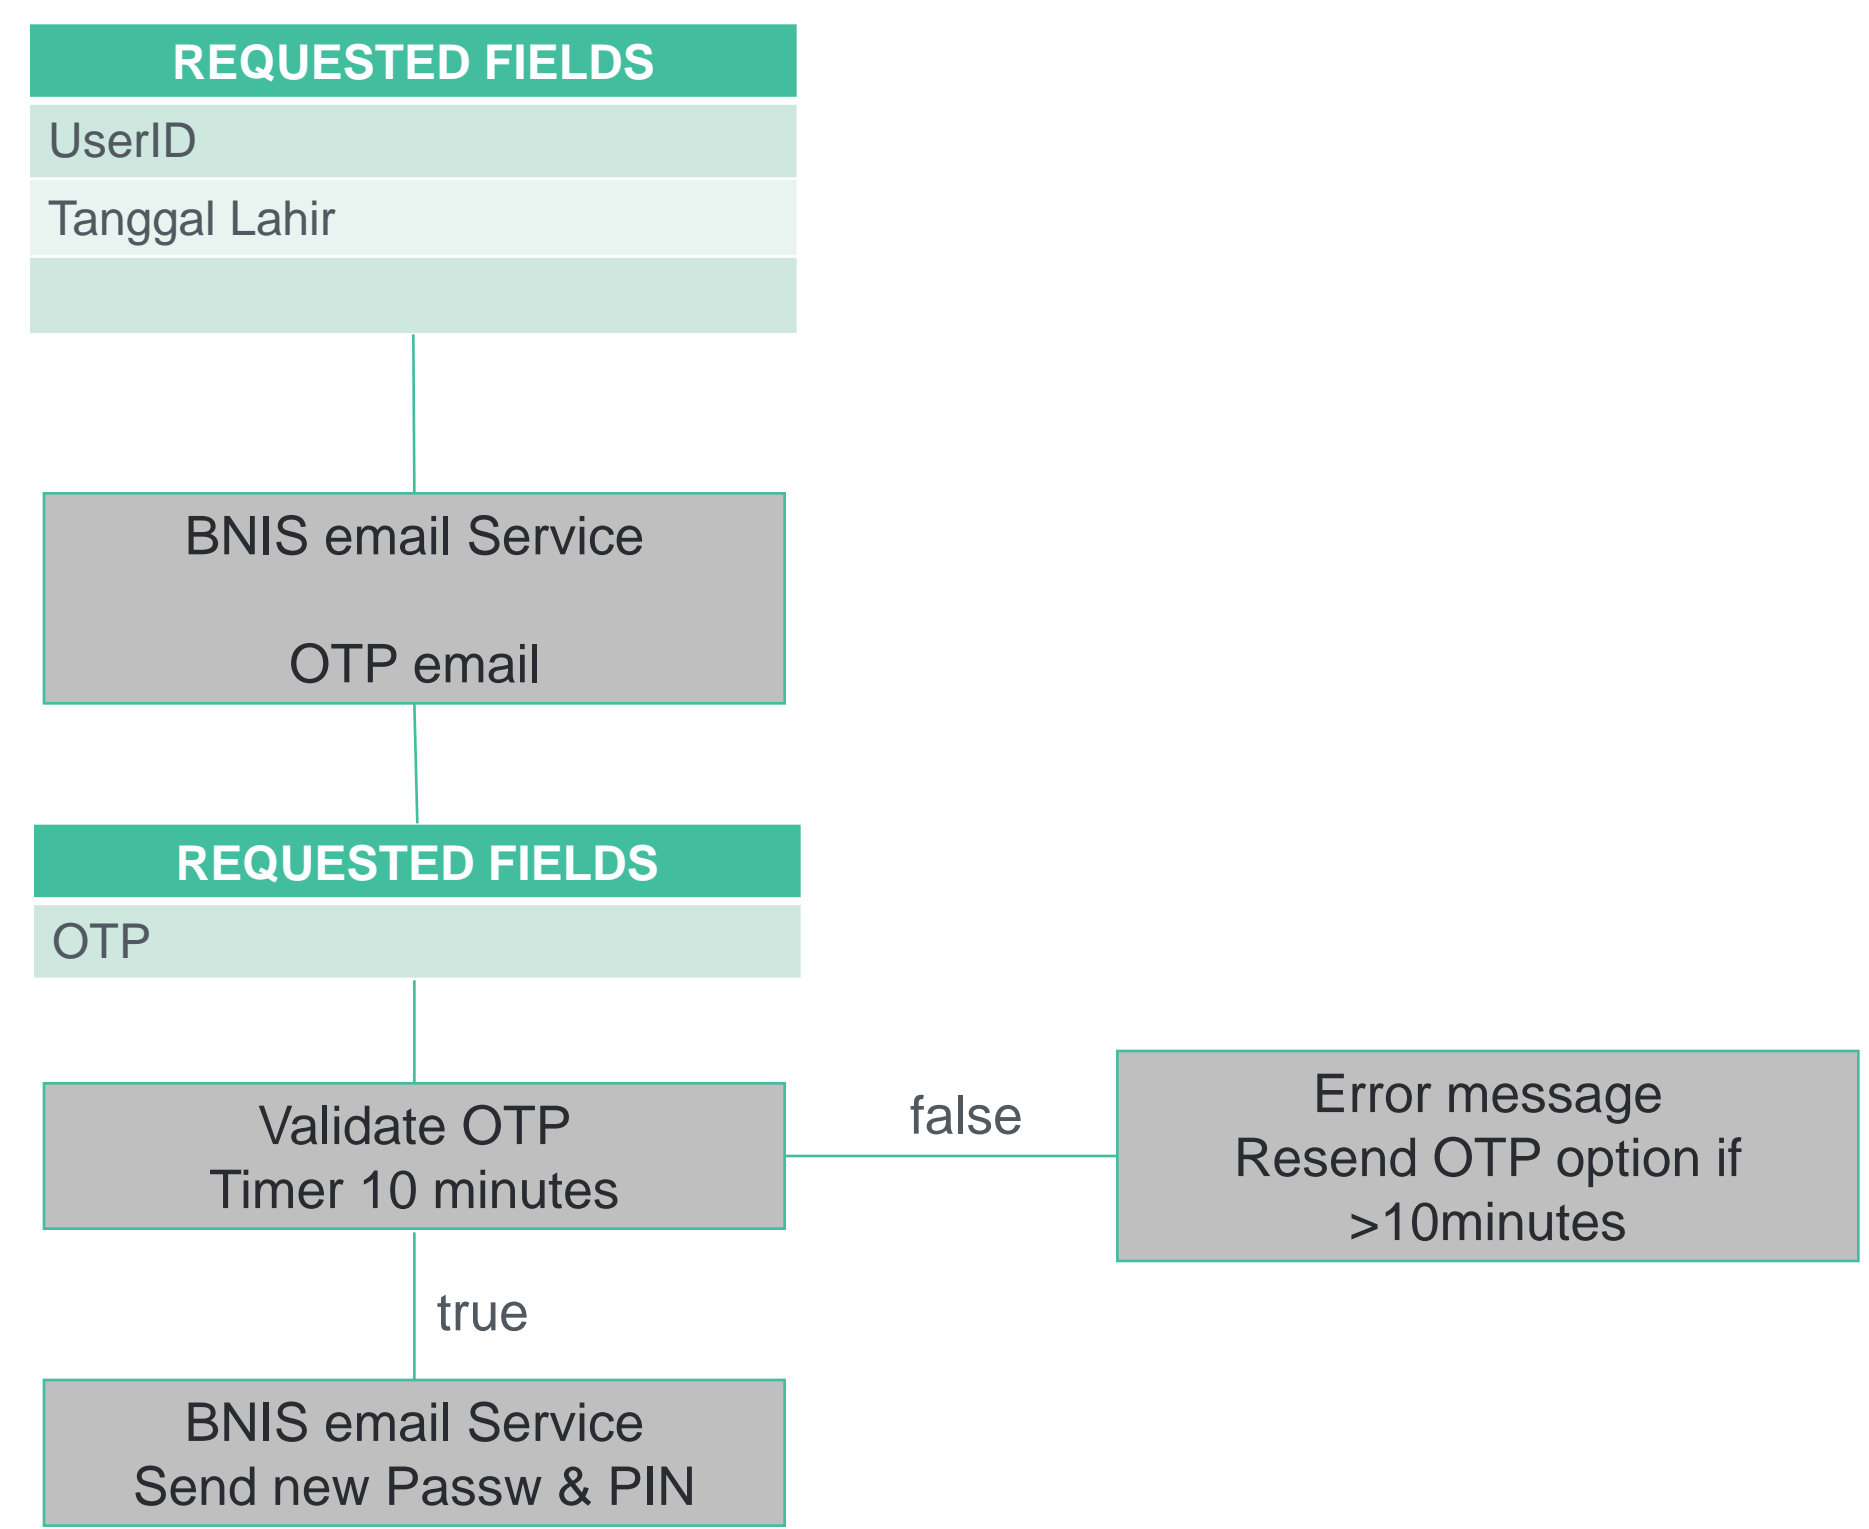 REQUESTED FIELDS
UserID
Tanggal Lahir
BNIS email Service
OTP email
REQUESTED FIELDS
OTP
Validate OTP
Timer 10 minutes
false
Error message
Resend OTP option if
>10minutes
true
BNIS email Service
Send new Passw & PIN